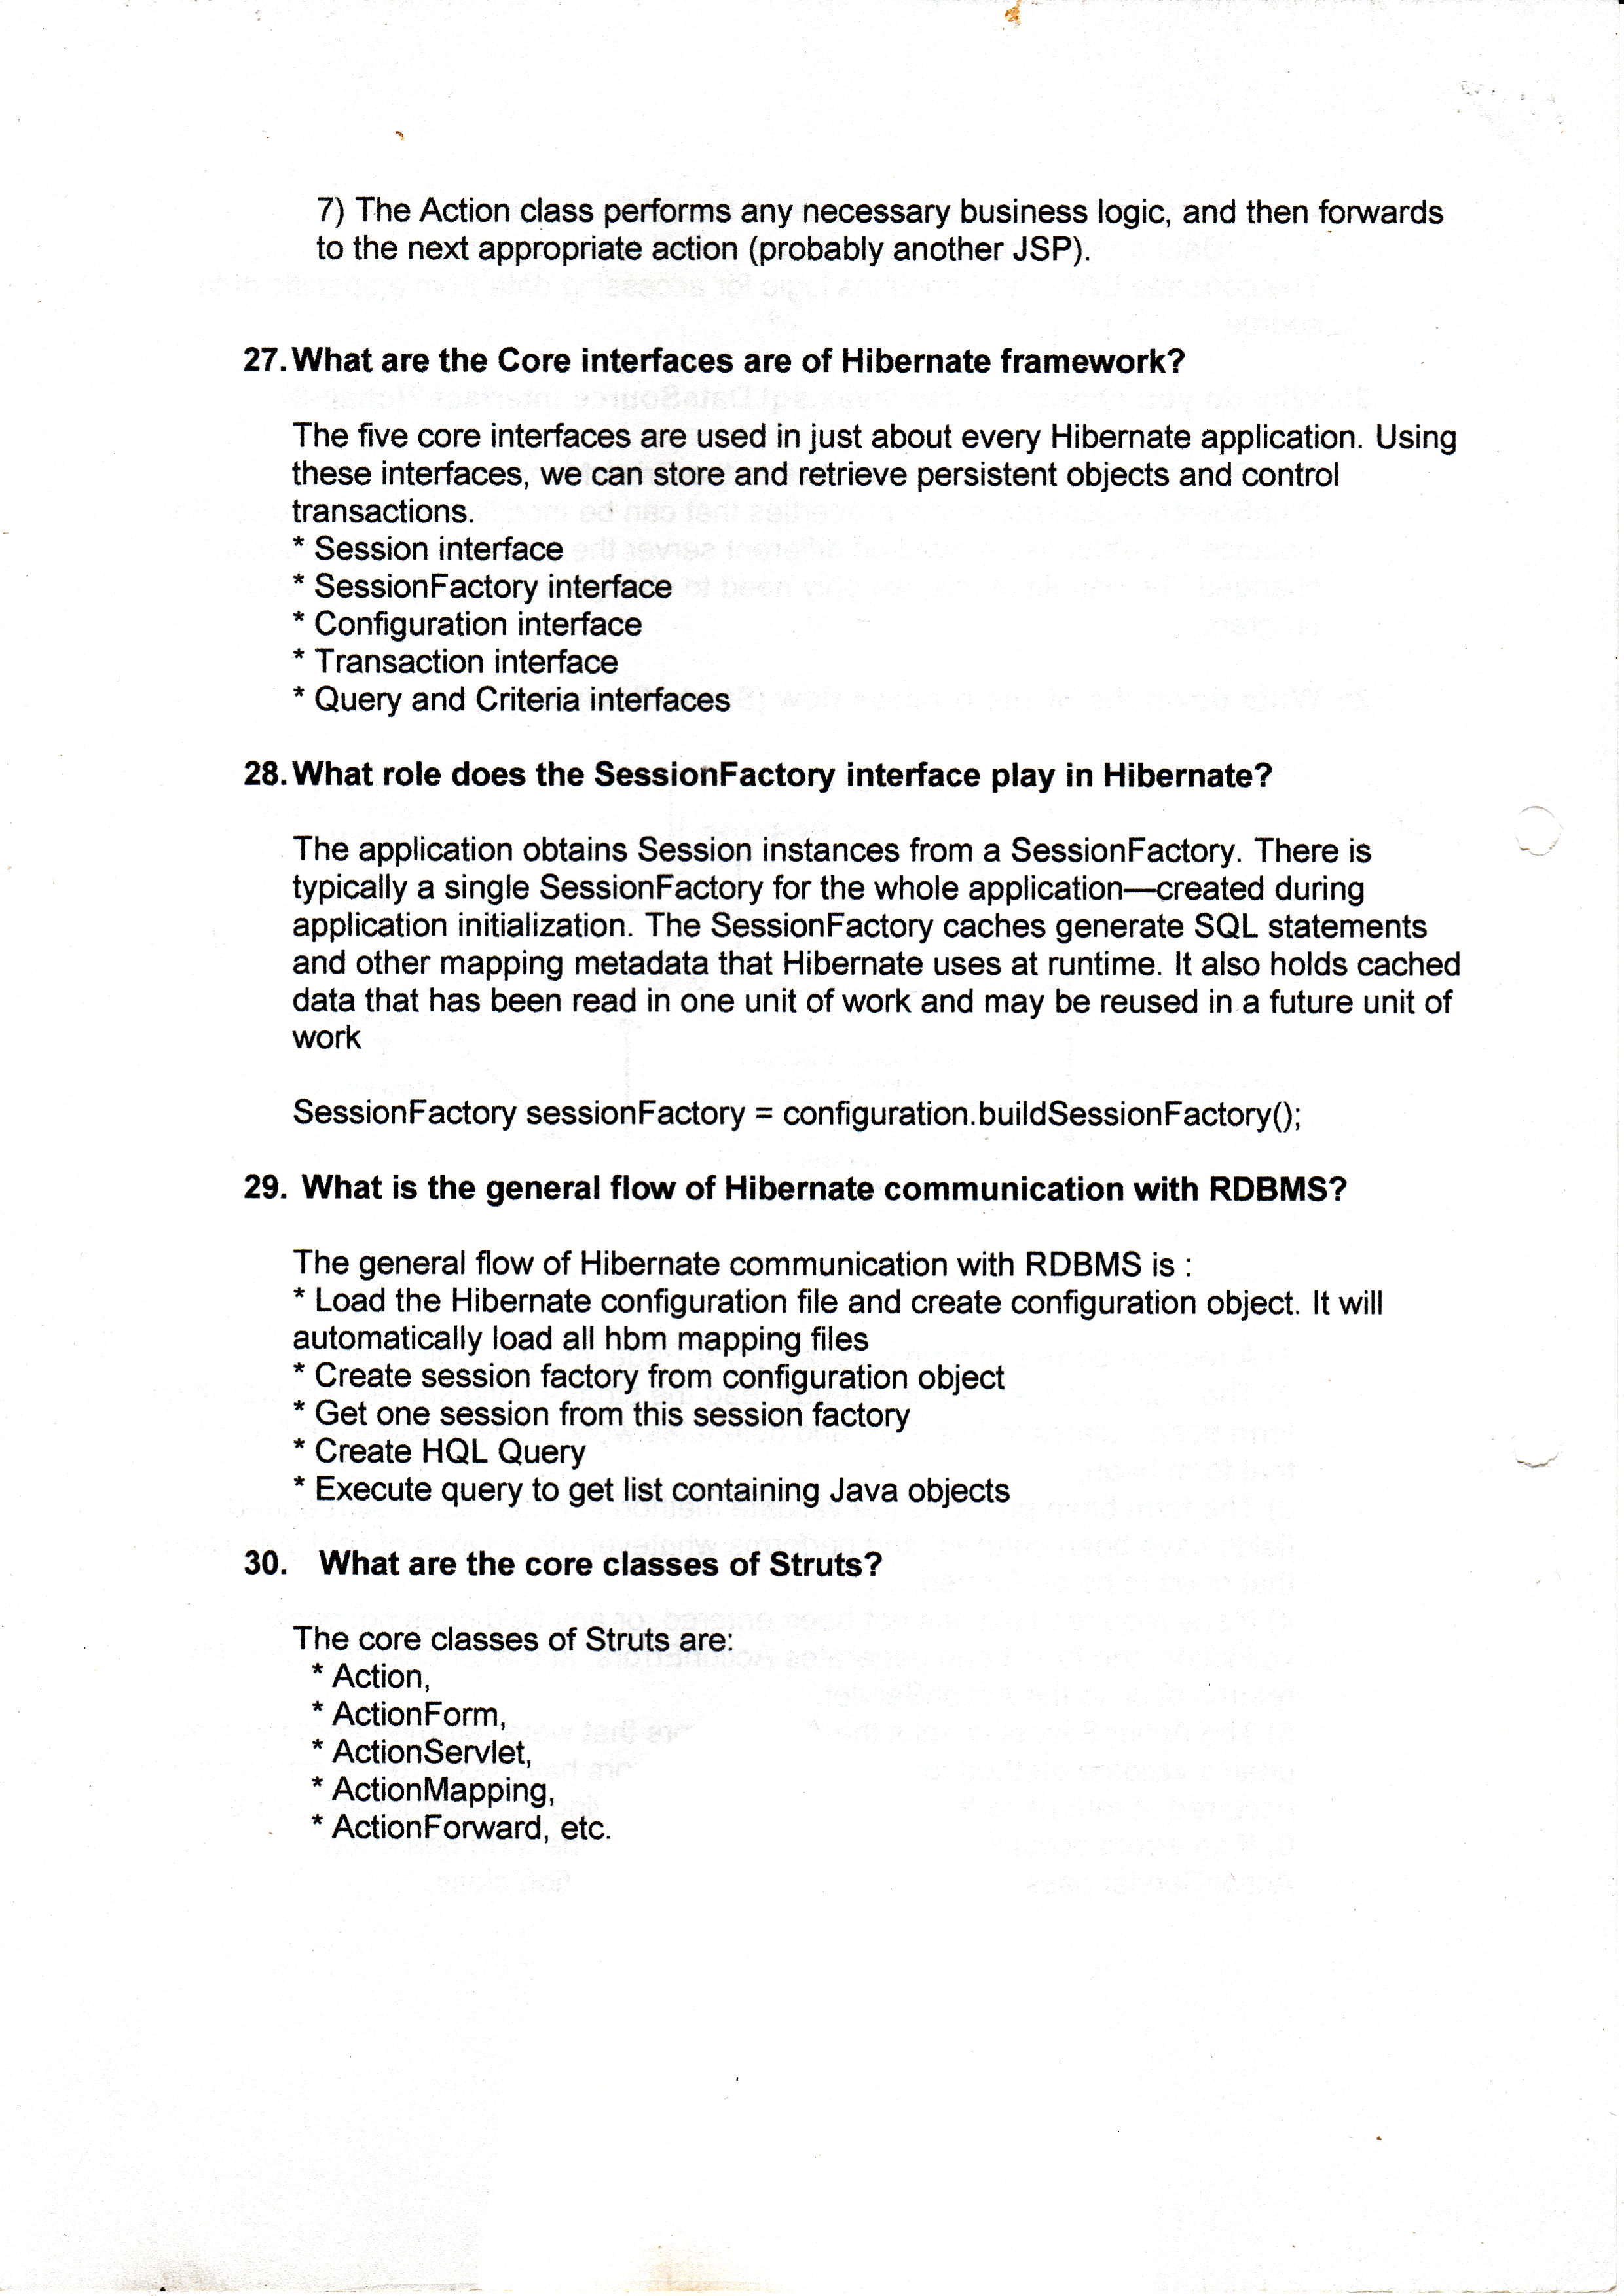 7) The Action class performs any necessary business logic, and then forwards
to the next appropriate action (probably another JSP).
27. What are the Core interfaces are of Hibernate framework?
The five core interfaces are used in just about every Hibernate application. Using
these interfaces, we can store and retrieve persistent objects and control
transactions.
* Session interface
* SessionFactory interface
* Configuration interface
* Transaction interface
* Query and Criteria interfaces
28. What role does the SessionFactory interface play in Hibernate?
The application obtains Session instances from a SessionFactory. There is
typically a single SessionFactory for the whole application—created during
application initialization. The SessionFactory caches generate SQL statements
and other mapping metadata that Hibernate uses at runtime. It also holds cached
data that has been read in one unit of work and may be reused in a future unit of
work
SessionFactory sessionFactory = configuration.buildSessionFactory();
29. What is the general flow of Hibernate communication with RDBMS?
The general flow of Hibernate communication with RDBMS is :
* Load the Hibernate configuration file and create configuration object. It will
automatically load all hbm mapping files
* Create session factory from configuration object
* Get one session from this session factory
* Create HQL Query
* Execute query to get list containing Java objects
30. What are the core classes of Struts?
The core classes of Struts are:
* Action,
* ActionForm,
* ActionServlet,
* ActionMapping,
* ActionForward, etc.